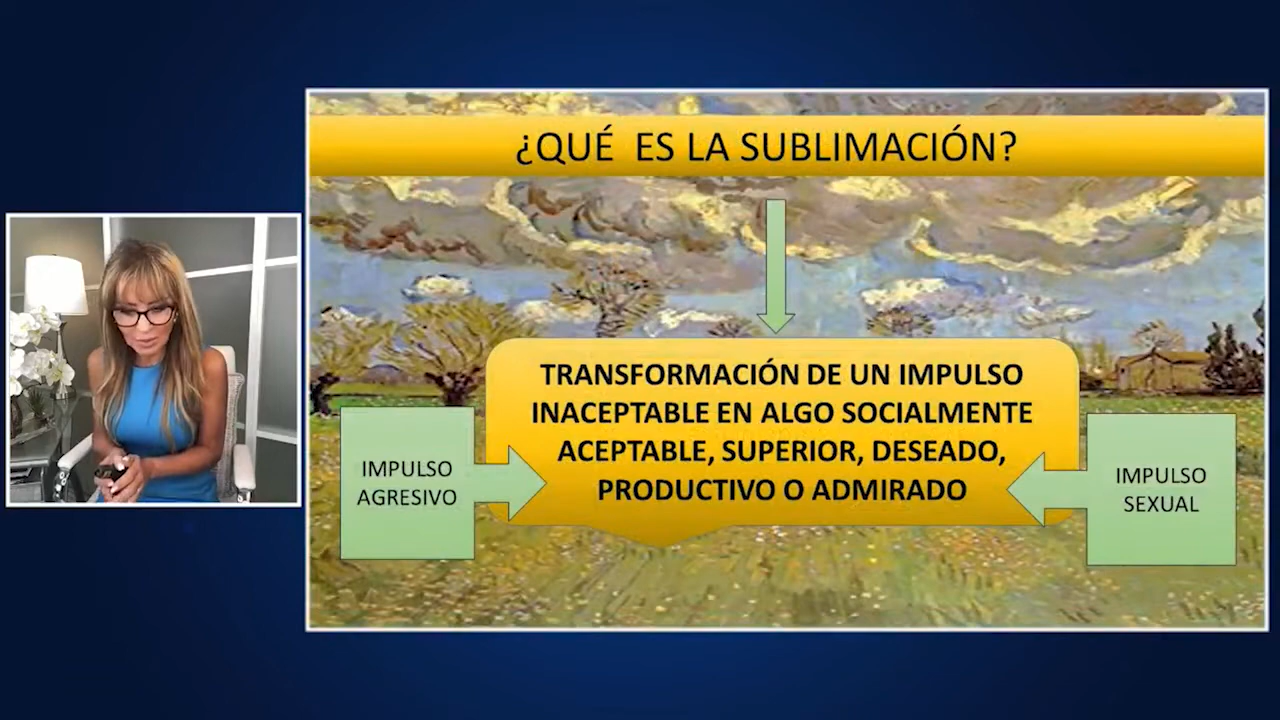 ¿QUÉ ES LA SUBLIMACIÓN?
TRANSFORMACIÓN DE UN IMPULSO
INACEPTABLE EN ALGO SOCIALMENTE
ACEPTABLE, SUPERIOR, DESEADO,
PRODUCTIVO O ADMIRADO
IMPULSO
AGRESIVO
IMPULSO
SEXUAL